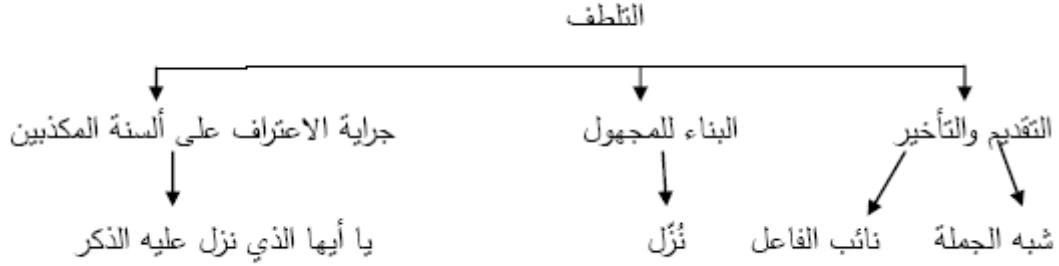 التلطف
التقديم والتأخير البناء للمجهول جراية الاعتراف على ألسنة المكذبين
شبه الجملة نائب الفاعل نُزّل يا أيها الذي نزل عليه الذكر